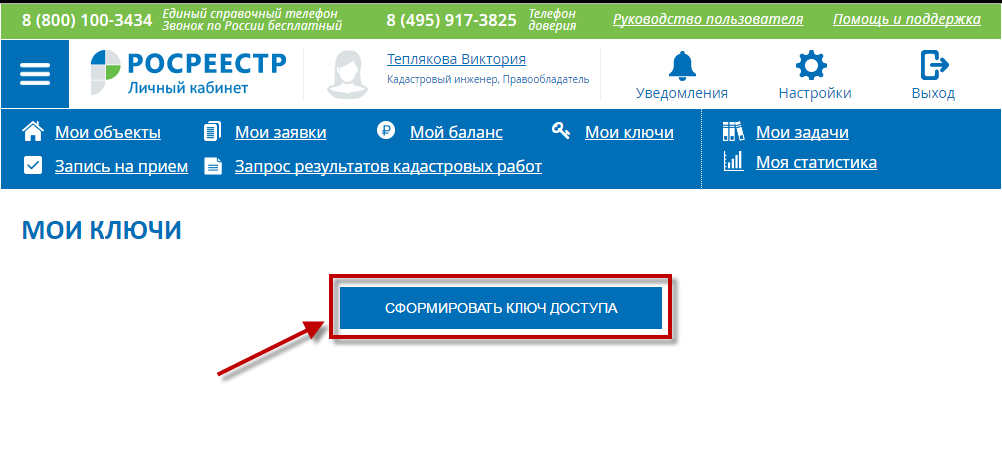 8 (800) 100-3434 Единый справочный телефон
Звонок по России бесплатный
8 (495) 917-3825 Телефон
доверия
Руководство пользователя Помощь и поддержка
РОСРЕЕСТР
Личный кабинет
Теплякова Виктория
Кадастровый инженер, Правообладатель
Уведомления Настройки Выход
Мои объекты Мои заявки Мой баланс Мои ключи Мои задачи
Запись на прием Запрос результатов кадастровых работ Моя статистика
МОИ КЛЮЧИ
СФОРМИРОВАТЬ КЛЮЧ ДОСТУПА